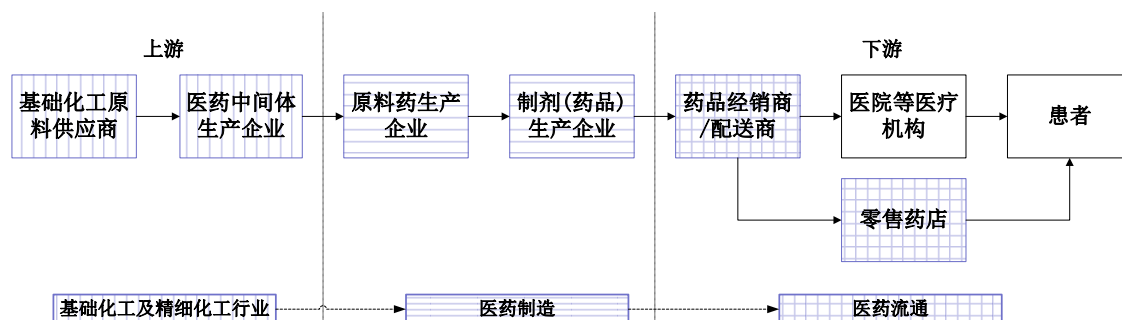 上游
下游
基础化工原
料供应商
医药中间体
生产企业
原料药生产
企业
制剂(药品)
生产企业
药品经销商
/配送商
医院等医疗
机构
患者
零售药店
基础化工及精细化工行业
医药制造
医药流通